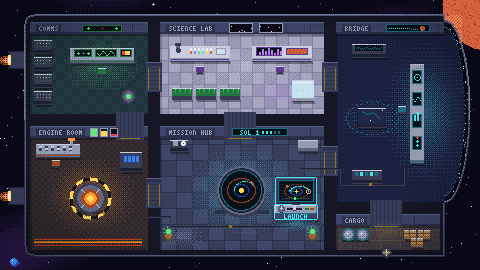 COMMS
SCIENCE LAB
BRIDGE
ENGINE ROOM
MISSION HUB
SOL 1
LAUNCH
CARGO